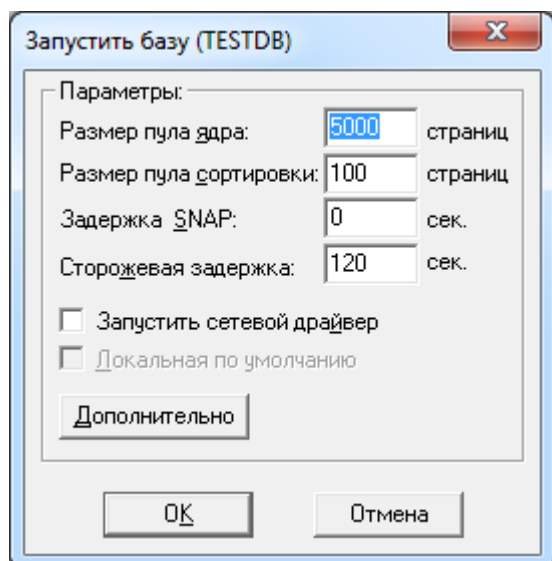 Запустить базу (TESTDB)
Параметры:
Размер пула ядра: 5000 страниц
Размер пула сортировки: 100 страниц
Задержка SNAP: 0 сек.
Сторожевая задержка: 120 сек.
Запустить сетевой драйвер
Локальная по умолчанию
Дополнительно
OK Отмена